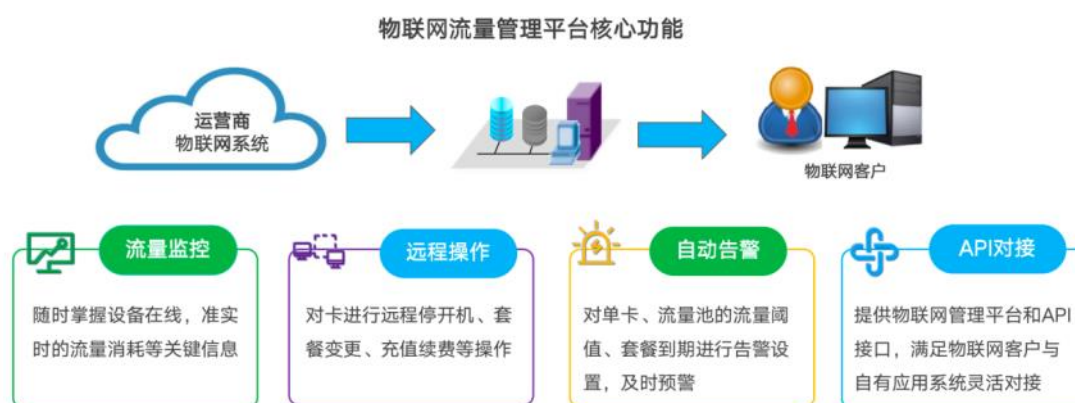 物联网流量管理平台核心功能
运营商
物联网系统
物联网客户
流量监控
随时掌握设备在线，准实
时的流量消耗等关键信息
远程操作
对卡进行远程停开机、套
餐变更、充值续费等操作
自动告警
对单卡、流量池的流量阈
值、套餐到期进行告警设
置，及时预警
API对接
提供物联网管理平台和API
接口，满足物联网客户与
自有应用系统灵活对接